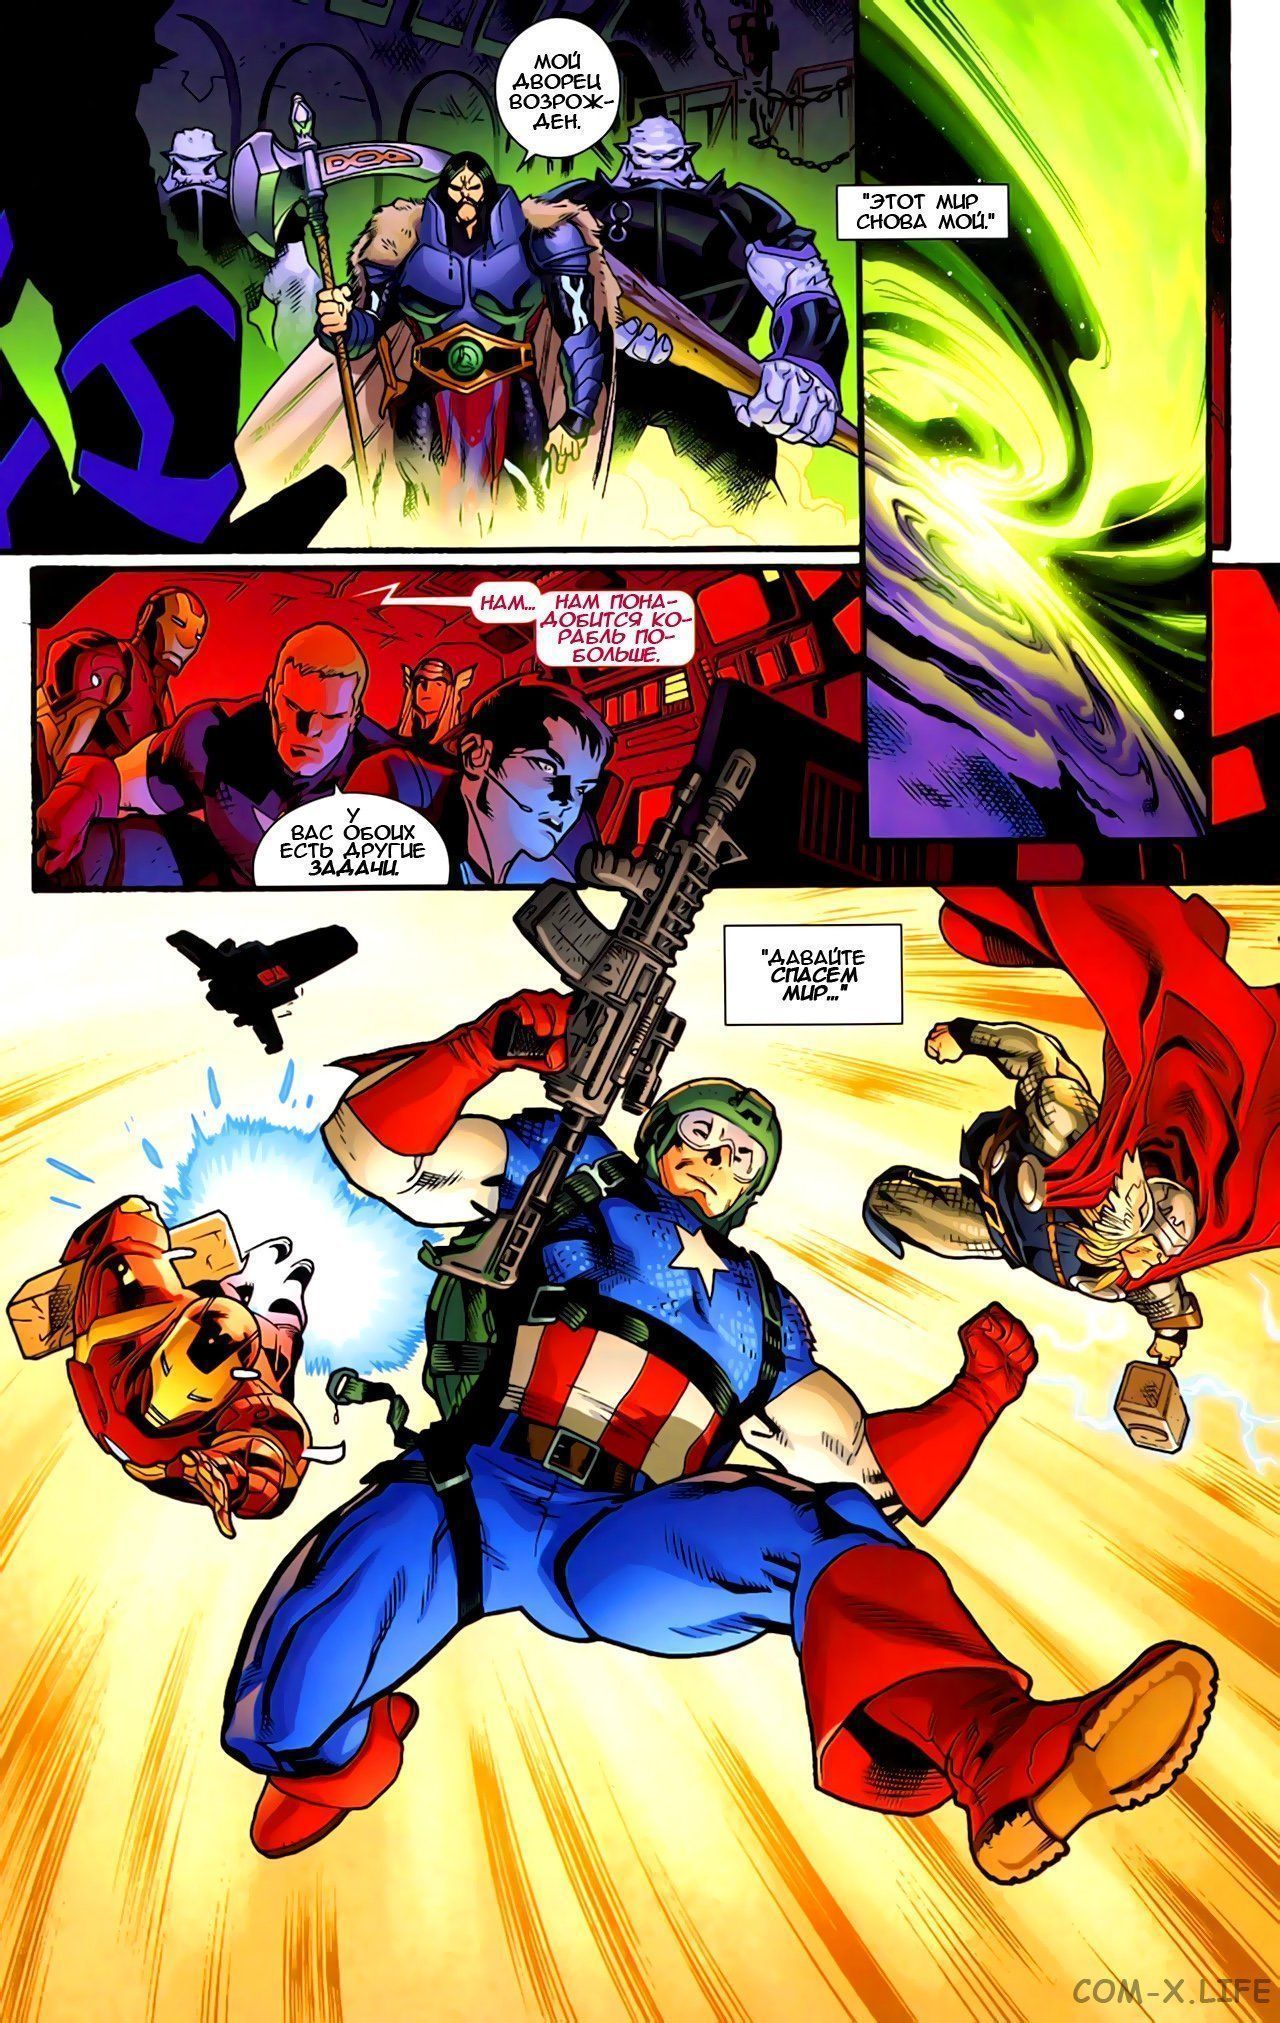 МОЙ
ДВОРЕЦ
ВОЗРОЖ-
ДЕН.
"ЭТОТ МИР
СНОВА МОЙ."
НАМ...
НАМ ПОНА-
ДОБИТСЯ КО-
РАБЛЬ ПО-
БОЛЬШЕ.
У
ВАС ОБОИХ
ЕСТЬ ДРУГИЕ
ЗАДАЧИ.
"ДАВАЙТЕ
СПАСЕМ
МИР..."
COM-X.LIFE